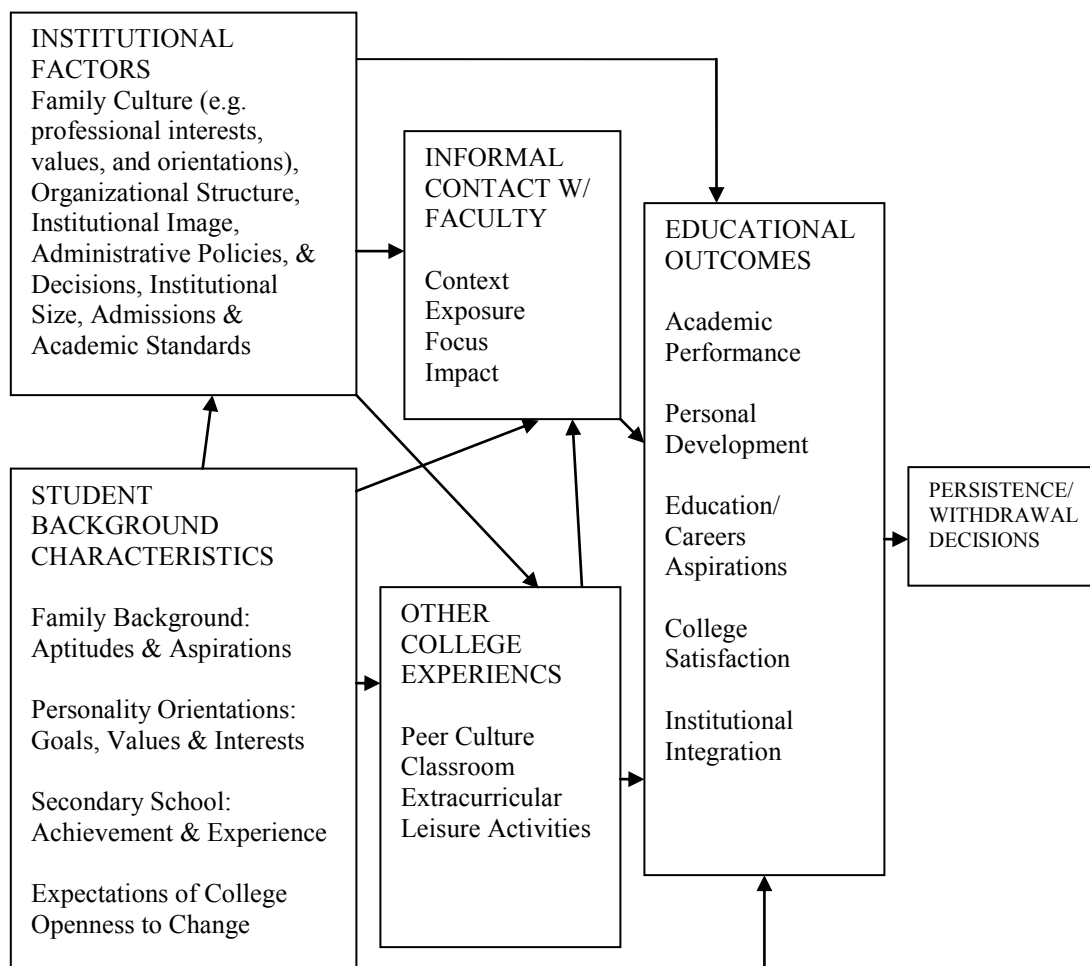 INSTITUTIONAL
FACTORS
Family Culture (e.g.
professional interests,
values, and orientations),
Organizational Structure,
Institutional Image,
Administrative Policies, &
Decisions, Institutional
Size, Admissions &
Academic Standards
INFORMAL
CONTACT W/
FACULTY
Context
Exposure
Focus
Impact
EDUCATIONAL
OUTCOMES
Academic
Performance
Personal
Development
Education/
Careers
Aspirations
College
Satisfaction
Institutional
Integration
PERSISTENCE/
WITHDRAWAL
DECISIONS
STUDENT
BACKGROUND
CHARACTERISTICS
Family Background:
Aptitudes & Aspirations
Personality Orientations:
Goals, Values & Interests
Secondary School:
Achievement & Experience
Expectations of College
Openness to Change
OTHER
COLLEGE
EXPERIENCS
Peer Culture
Classroom
Extracurricular
Leisure Activities